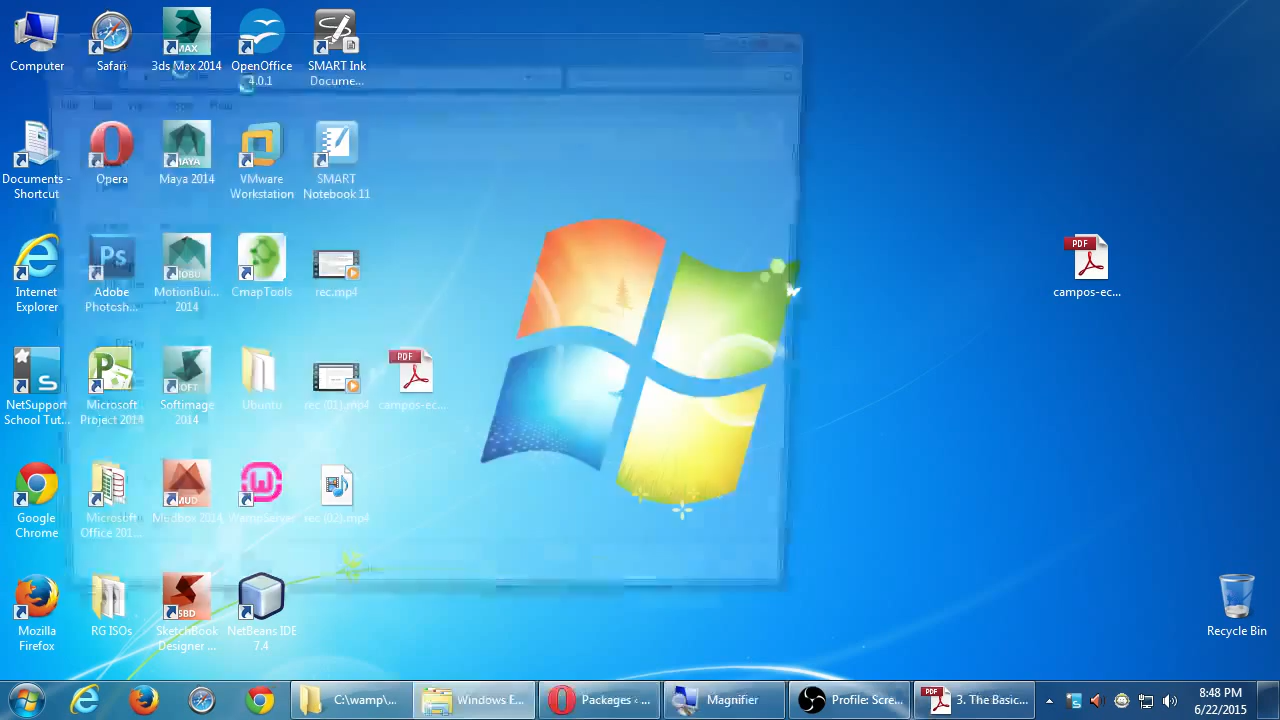 Computer
Safari
3ds Max 2014
OpenOffice
4.0.1
SMART Ink
Docume...
Documents -
Shortcut
Opera
Maya 2014
VMware
Workstation
SMART
Notebook 11
Internet
Explorer
Adobe
Photosh...
MotionBui...
2014
CmapTools
rec.mp4
PDF
campos-ec...
NetSupport
School Tut...
Microsoft
Project 2013
Softimage
2014
Ubuntu
rec (01).mp4
PDF
campos-ec...
Google
Chrome
Microsoft
Office 201...
Mudbox 2014
WampServer
rec (02).mp4
Mozilla
Firefox
RG ISOs
SketchBook
Designer ...
NetBeans IDE
7.4
Recycle Bin
C:\wamp\...
Windows E...
Packages ‹ ...
Magnifier
Profile: Scre...
PDF
3. The Basic...
8:48 PM
6/22/2015